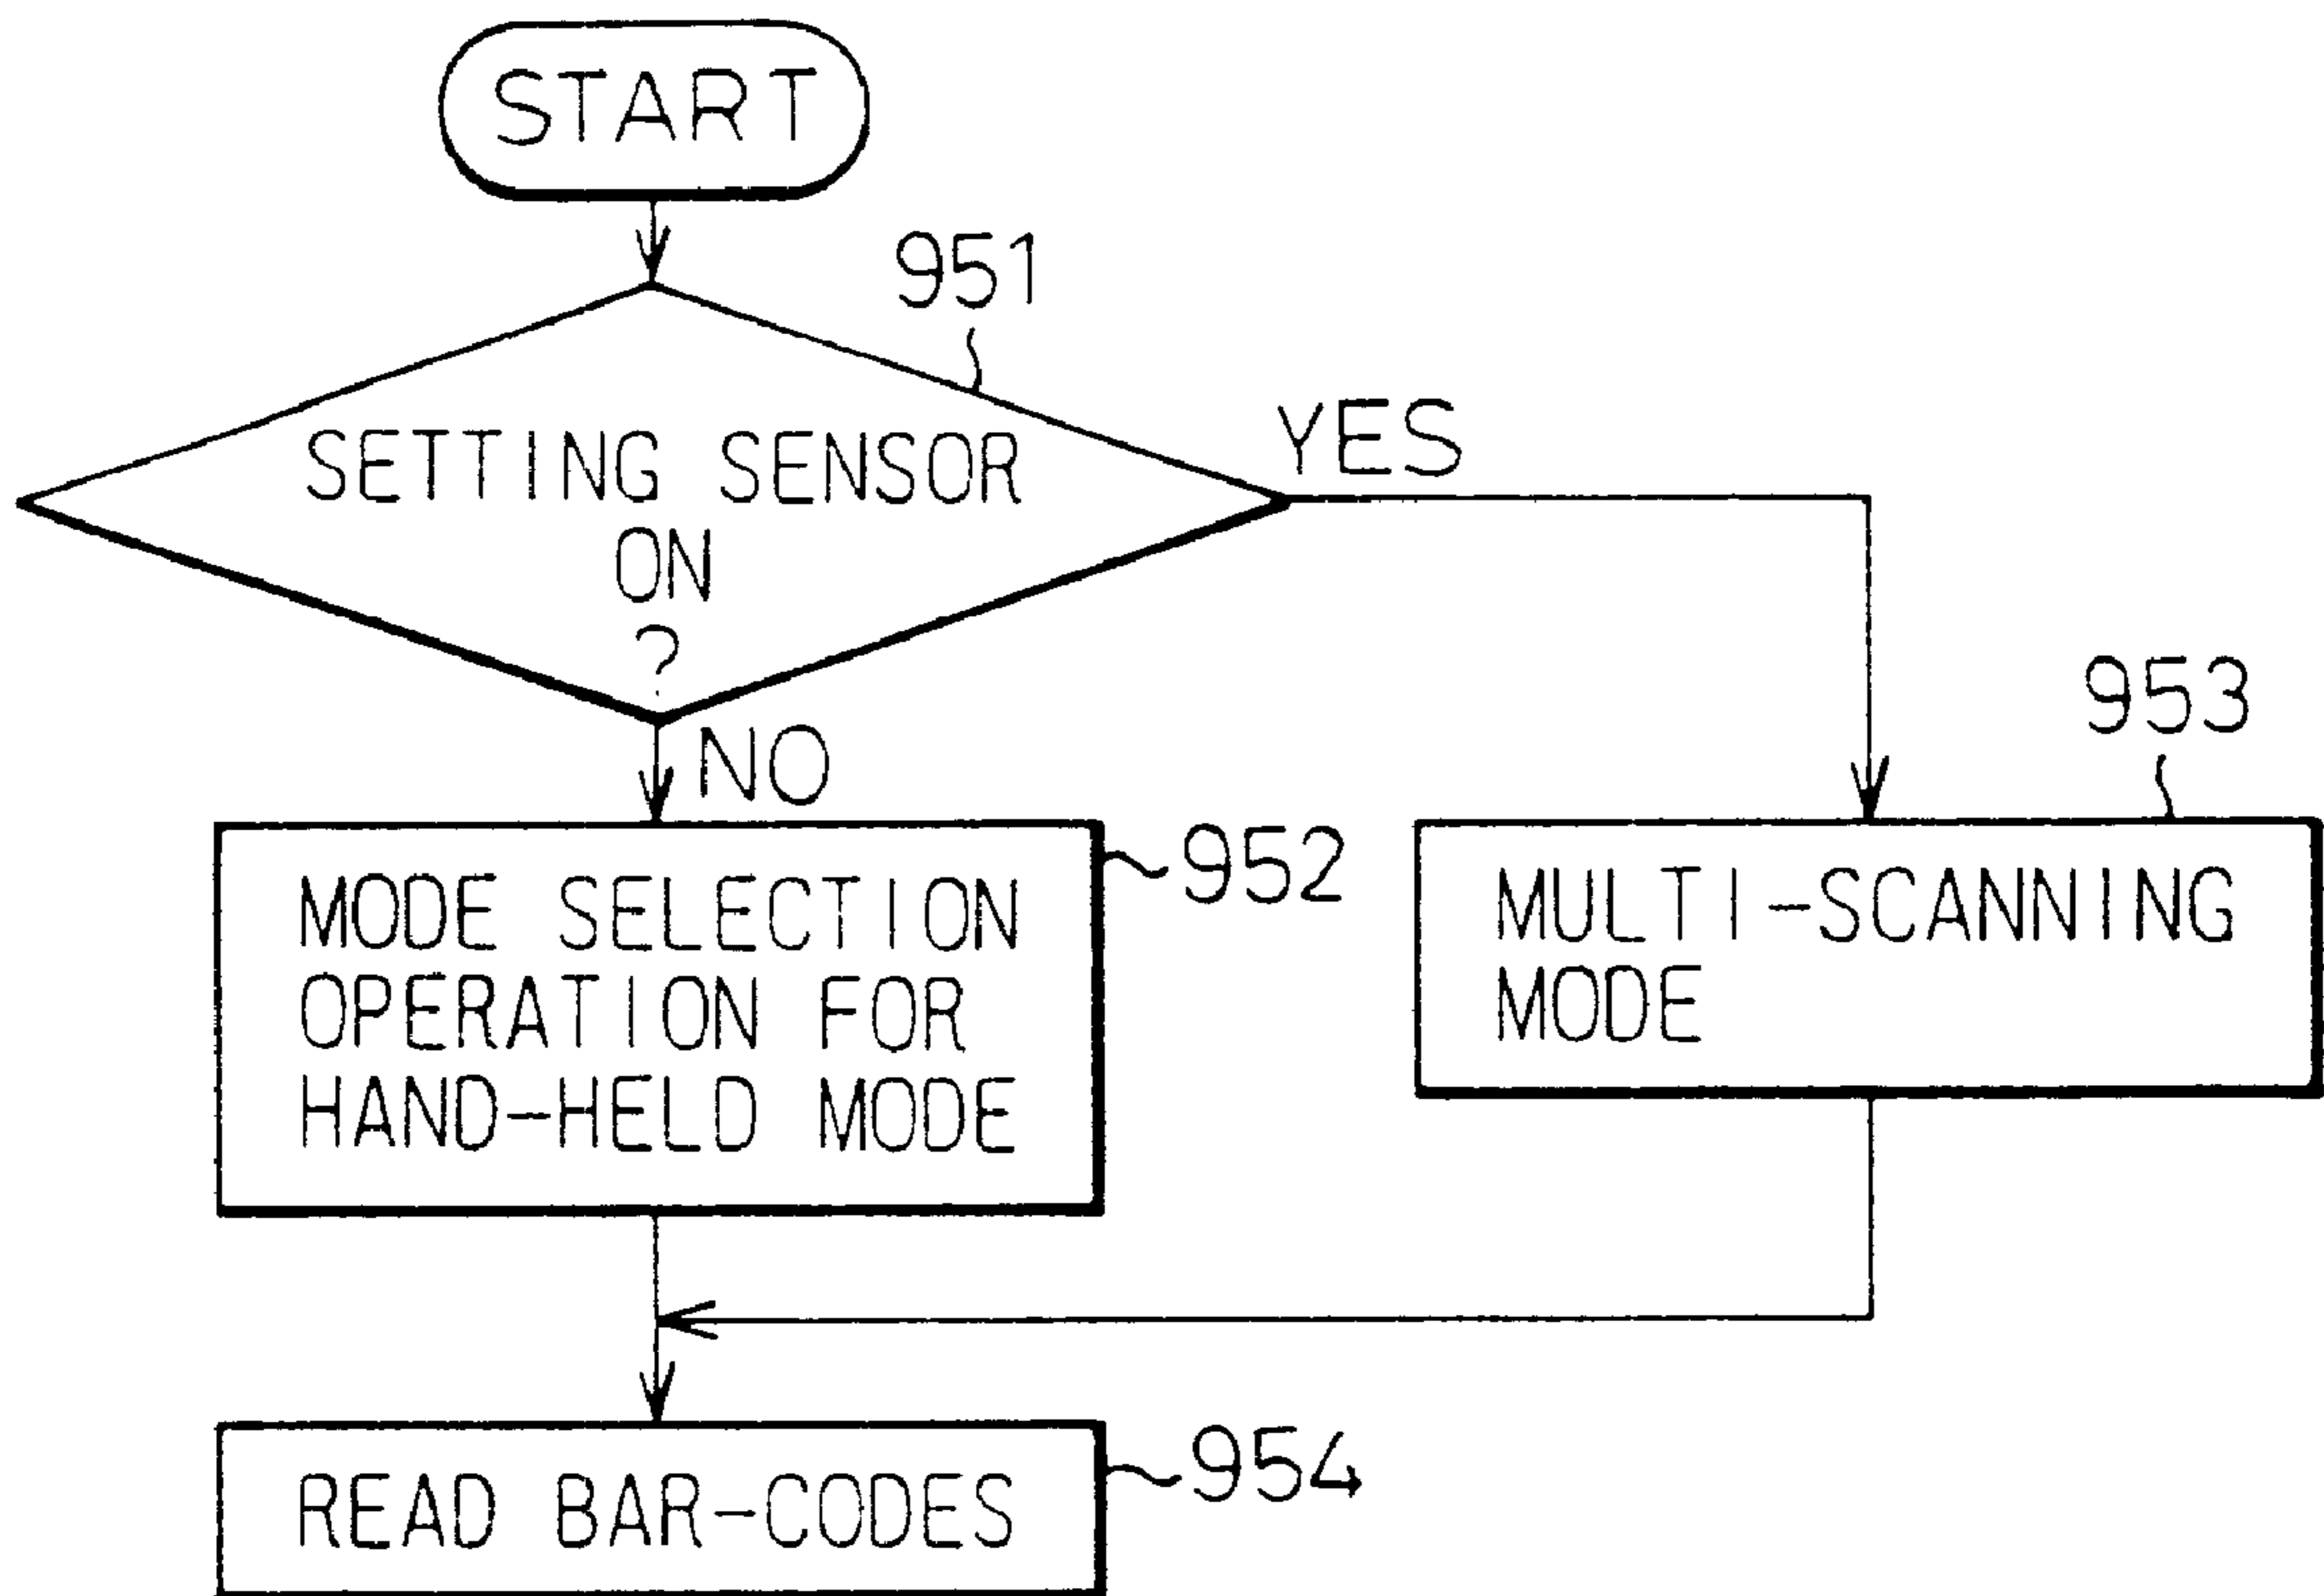 START
951
SETTING SENSOR
ON
?
YES
NO
953
952
MODE SELECTION
OPERATION FOR
HAND-HELD MODE
MULTI-SCANNING
MODE
READ BAR-CODES
954